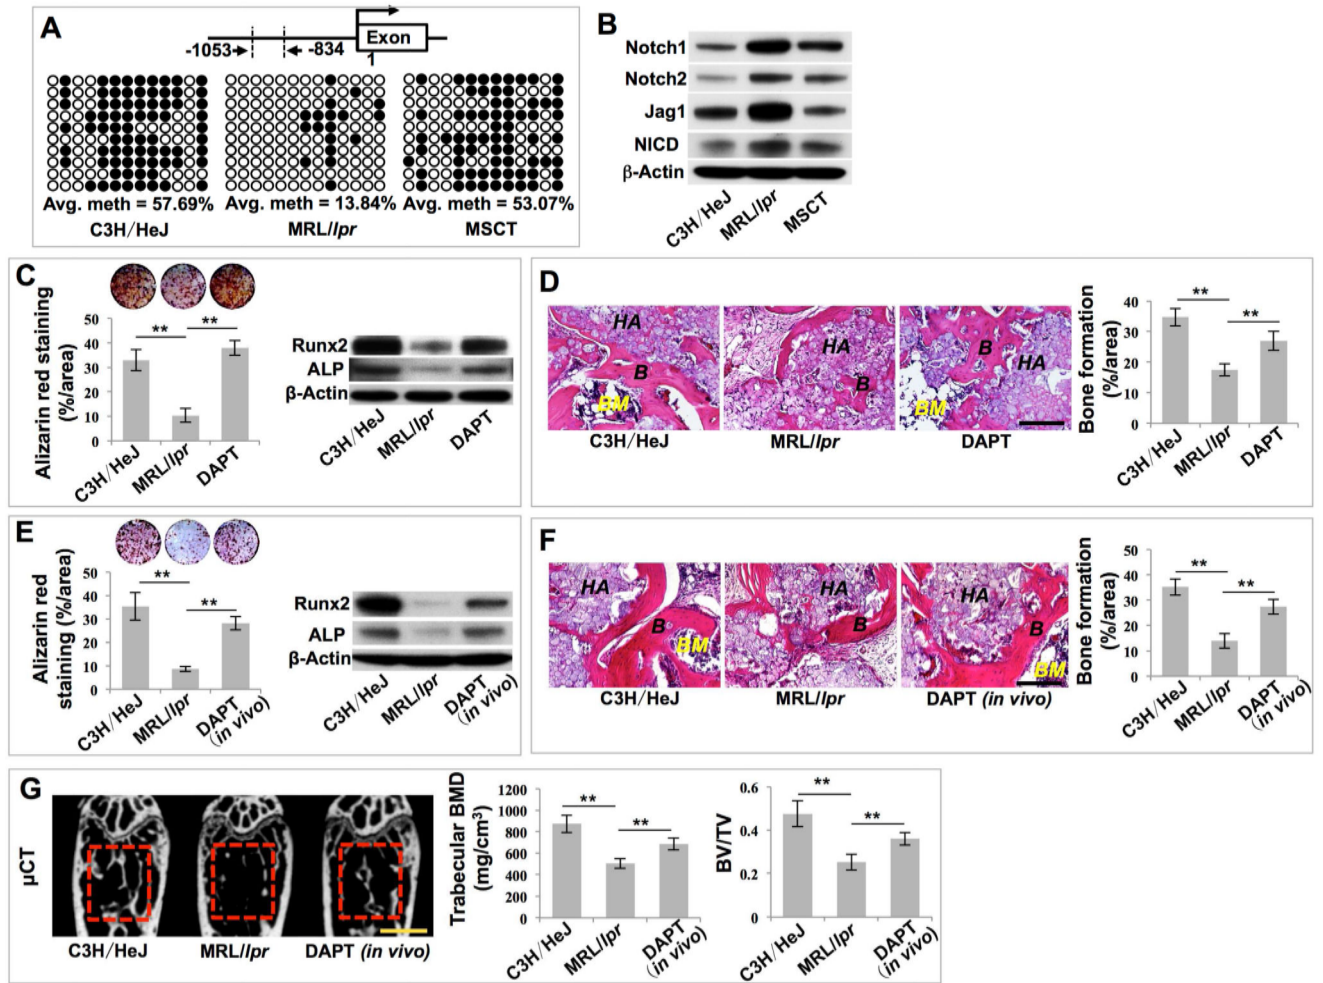 A
-1053
-834
Exon
1
Avg. meth = 57.69%
Avg. meth = 13.84%
Avg. meth = 53.07%
C3H/HeJ
MRL/lpr
MSCT
B
Notch1
Notch2
Jag1
NICD
β-Actin
C3H/HeJ
MRL/lpr
MSCT
C
Alizarin red staining
(%/area)
50
40
30
20
10
0
**
**
C3H/HeJ
MRL/lpr
DAPT
Runx2
ALP
β-Actin
C3H/HeJ
MRL/lpr
DAPT
D
HA
B
BM
HA
B
B
HA
BM
C3H/HeJ
MRL/lpr
DAPT
Bone formation
(%/area)
40
30
20
10
0
**
**
C3H/HeJ
MRL/lpr
DAPT
E
Alizarin red
staining (%/area)
50
40
30
20
10
0
**
**
C3H/HeJ
MRL/lpr
DAPT
(in vivo)
Runx2
ALP
β-Actin
C3H/HeJ
MRL/lpr
DAPT
(in vivo)
F
HA
B
BM
HA
B
HA
B
BM
C3H/HeJ
MRL/lpr
DAPT (in vivo)
Bone formation
(%/area)
50
40
30
20
10
0
**
**
C3H/HeJ
MRL/lpr
DAPT
(in vivo)
G
μCT
C3H/HeJ
MRL/lpr
DAPT (in vivo)
Trabecular BMD
(mg/cm³)
1200
1000
800
600
400
200
0
**
**
C3H/HeJ
MRL/lpr
DAPT
(in vivo)
BV/TV
0.6
0.4
0.2
0
**
**
C3H/HeJ
MRL/lpr
DAPT
(in vivo)